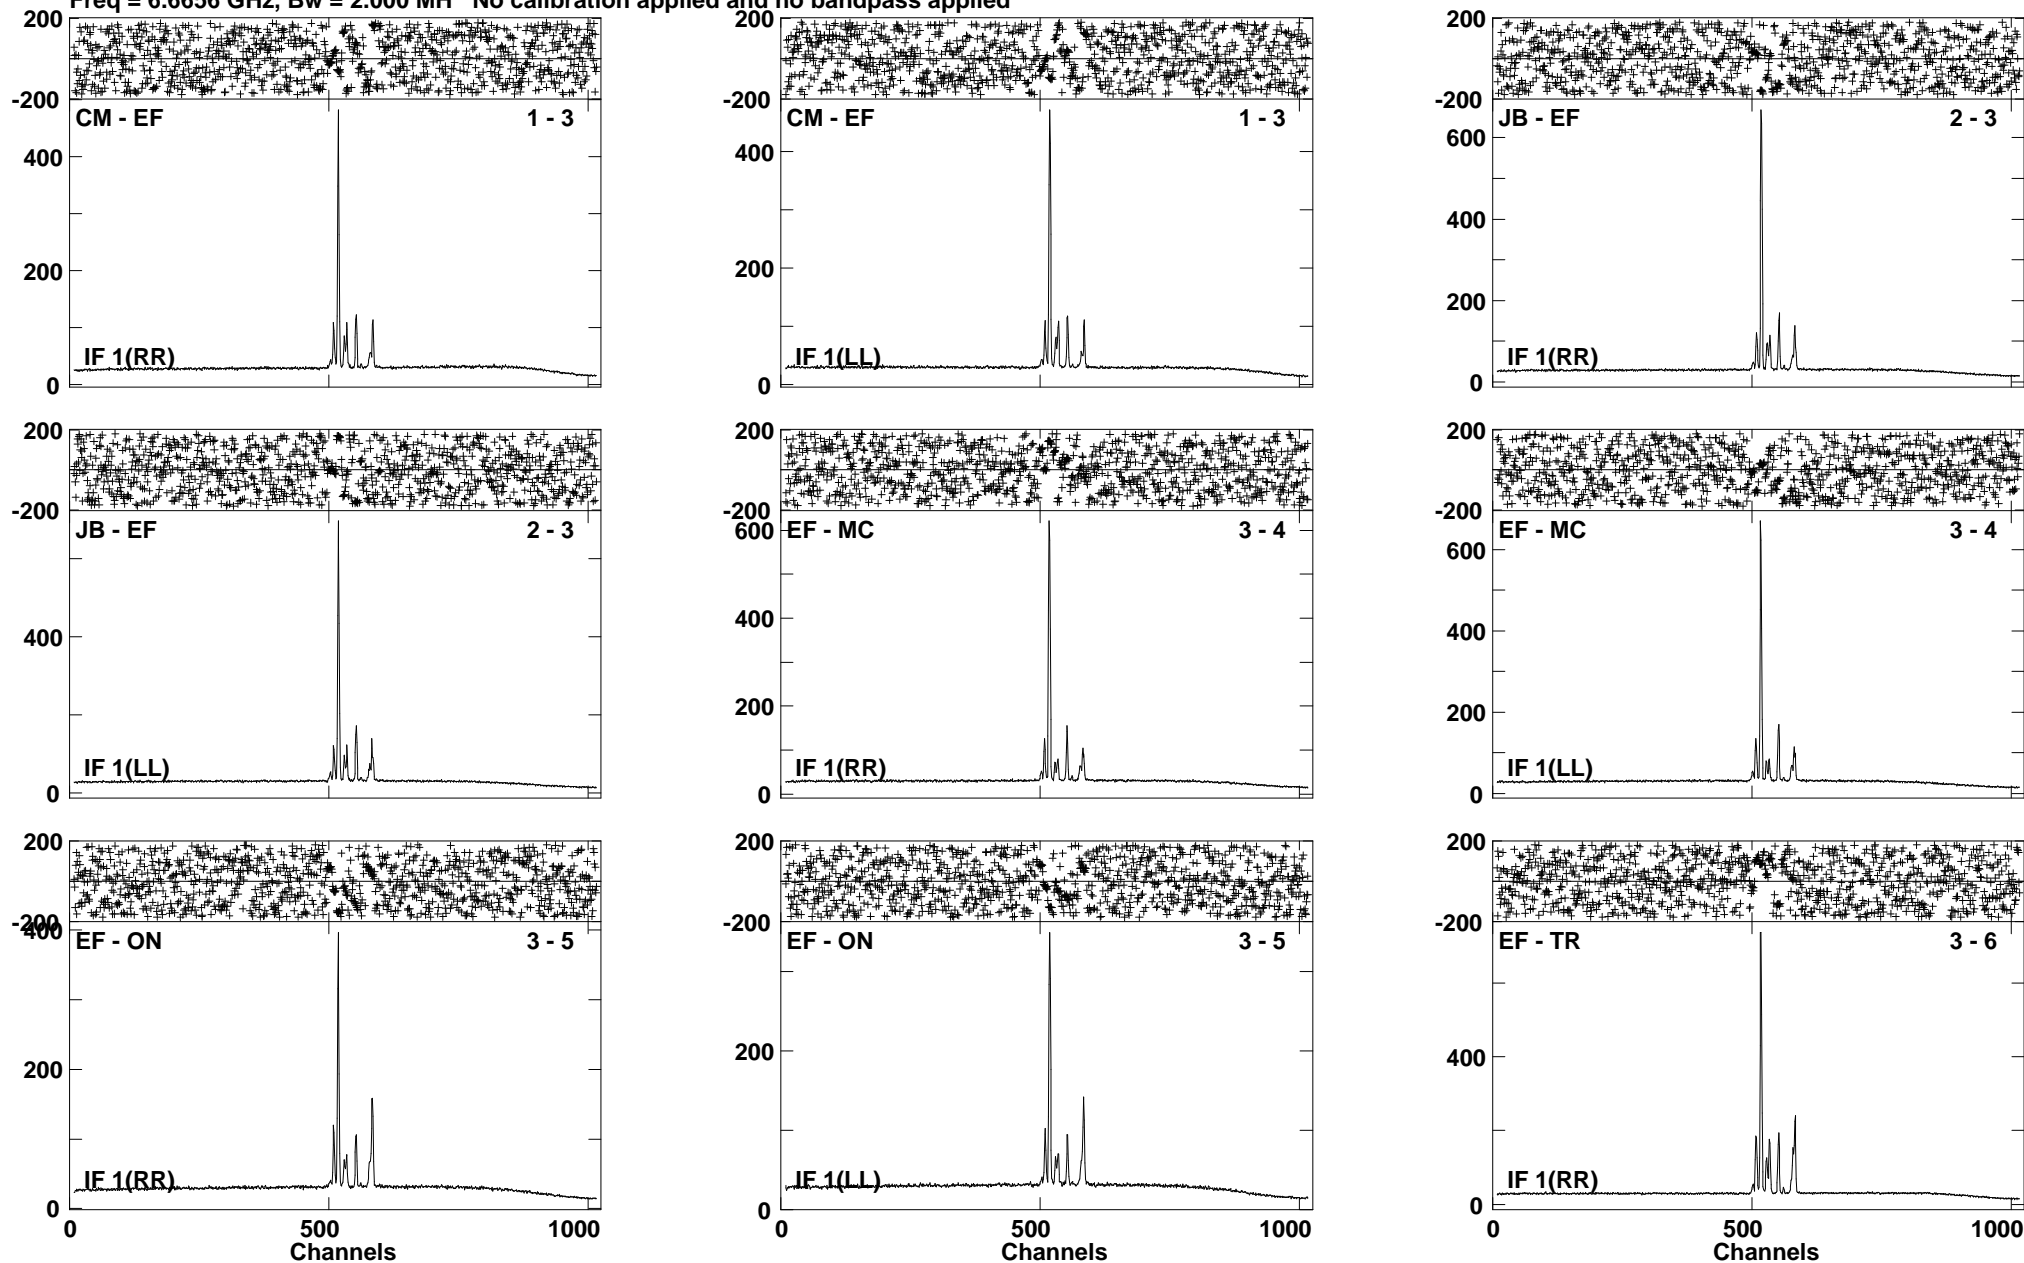 Freq = 6.6656 GHz, Bw = 2.000 MH No calibration applied and no bandpass applied
200
-200
CM - EF 1 - 3
400
200
0
IF 1(RR)
200
-200
CM - EF 1 - 3
400
200
0
IF 1(LL)
200
-200
JB - EF 2 - 3
600
400
200
0
IF 1(RR)
200
-200
JB - EF 2 - 3
400
0
IF 1(LL)
200
-200
EF - MC 3 - 4
600
400
200
0
IF 1(RR)
200
-200
EF - MC 3 - 4
600
400
200
0
IF 1(LL)
200
-200
400
EF - ON 3 - 5
200
0
IF 1(RR)
0 500 1000
Channels
200
-200
EF - ON 3 - 5
200
0
IF 1(LL)
0 500 1000
200
-200
EF - TR 3 - 6
400
0
IF 1(RR)
0 500 1000
Channels